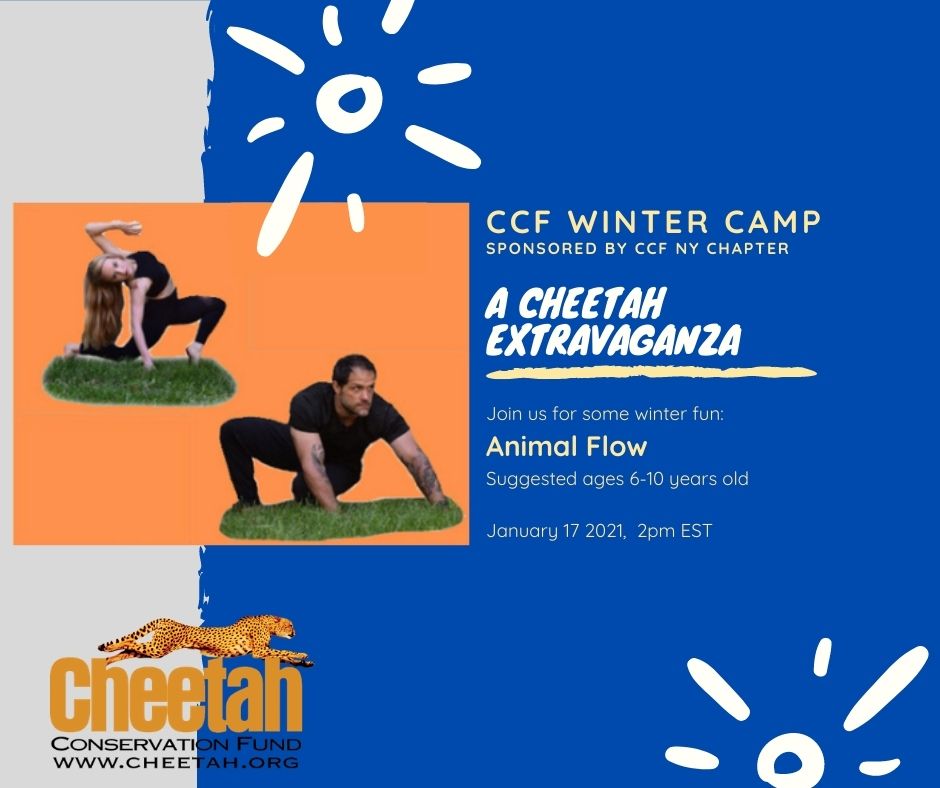 CCF WINTER CAMP
SPONSORED BY CCF NY CHAPTER
A CHEETAH
EXTRAVAGANZA
Join us for some winter fun:
Animal Flow
Suggested ages 6-10 years old
January 17 2021, 2pm EST
Cheetah
CONSERVATION FUND
WWW.CHEETAH.ORG